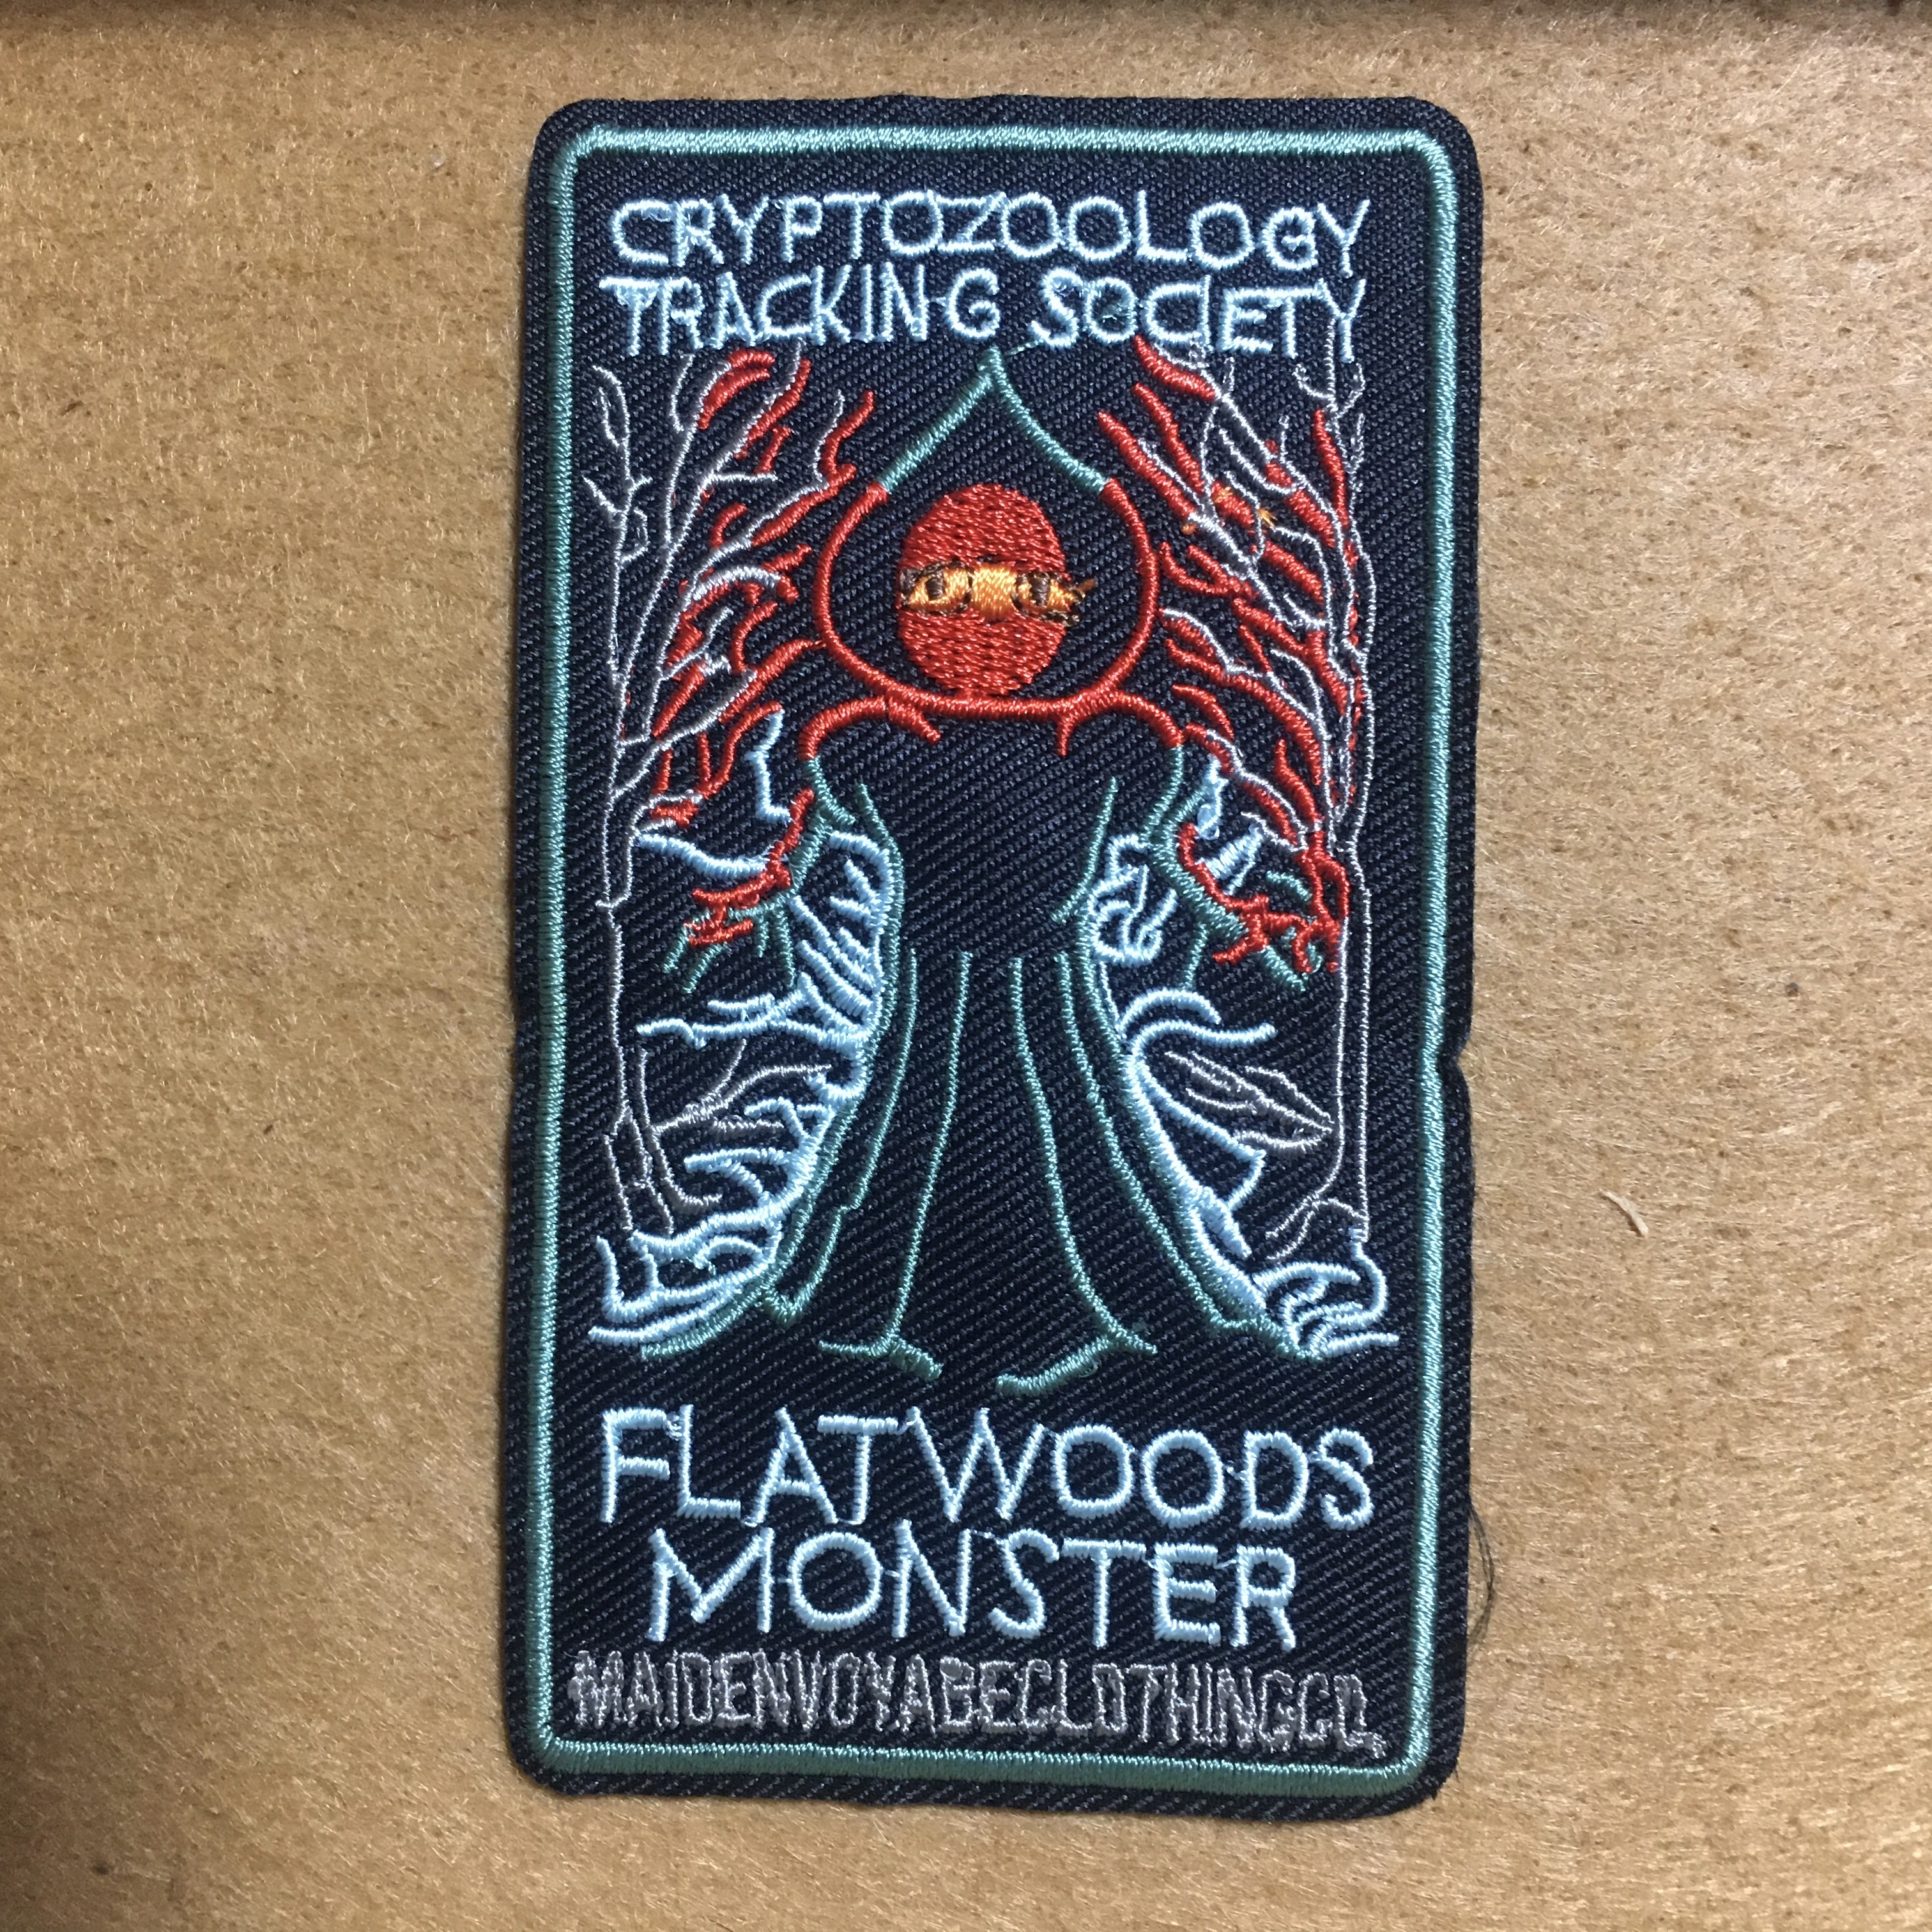 CRYPTOZOOLOGY
TRACKING SOCIETY
FLATWOODS
MONSTER
MAIDENVOYAGECLOTHINGCO.